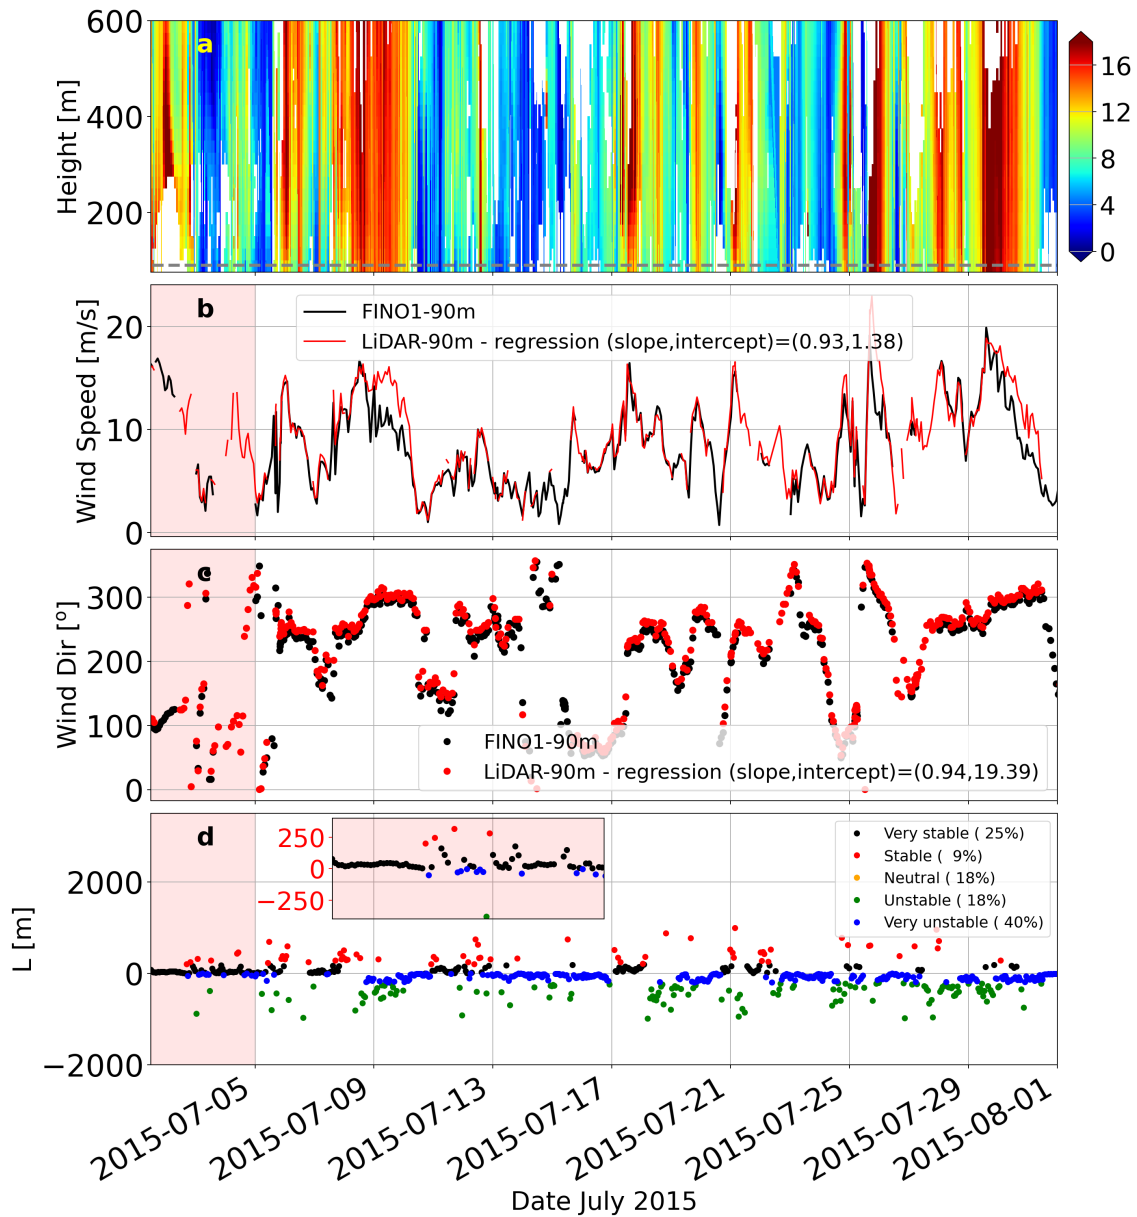 a
600
400
200
Height [m]
16
12
8
4
0
b
FINO1-90m
LiDAR-90m - regression (slope,intercept)=(0.93,1.38)
20
10
0
Wind Speed [m/s]
c
300
200
100
0
Wind Dir [°]
FINO1-90m
LiDAR-90m - regression (slope,intercept)=(0.94,19.39)
d
250
0
−250
Very stable ( 25%)
Stable (  9%)
Neutral ( 18%)
Unstable ( 18%)
Very unstable ( 40%)
2000
0
−2000
L [m]
2015-07-05
2015-07-09
2015-07-13
2015-07-17
2015-07-21
2015-07-25
2015-07-29
2015-08-01
Date July 2015